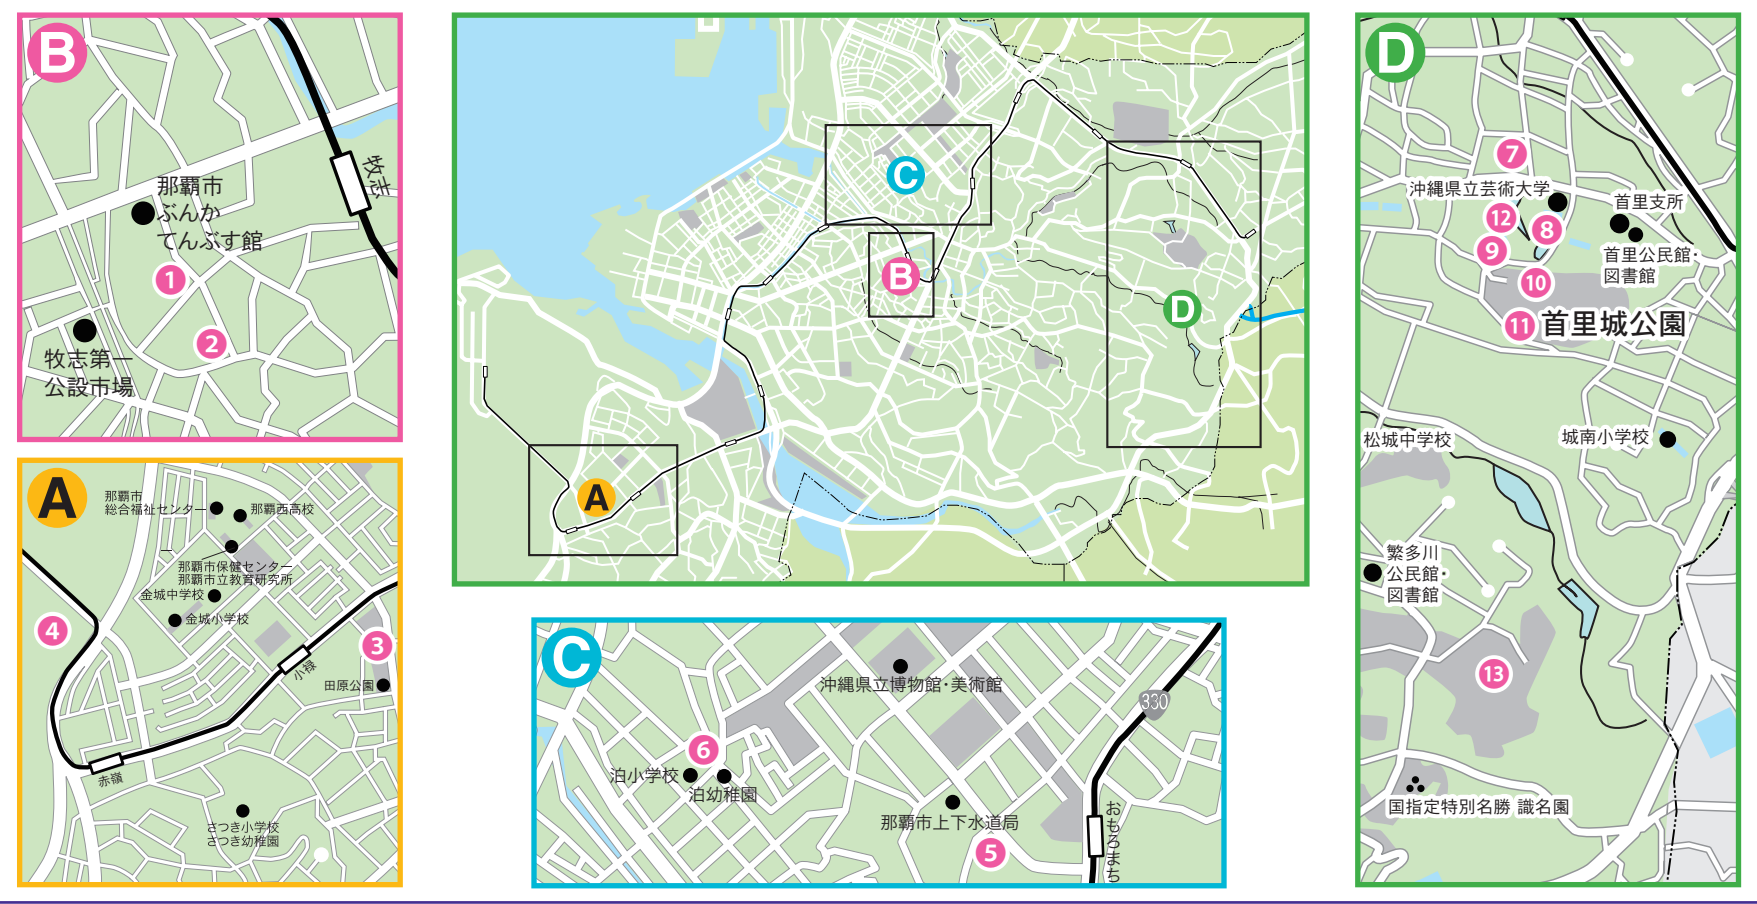 B
牧志
那覇市
ぶんか
てんぶす館
1
2
牧志第一
公設市場
A
那覇市
総合福祉センター
那覇西高校
那覇市保健センター
那覇市立教育研究所
金城中学校
金城小学校
4
3
小禄
田原公園
赤嶺
さつき小学校
さつき幼稚園
C
B
D
A
C
沖縄県立博物館・美術館
330
6
泊小学校
泊幼稚園
那覇市上下水道局
5
おもろまち
D
7
沖縄県立芸術大学
首里支所
12
8
9
首里公民館・
図書館
10
11
首里城公園
松城中学校
城南小学校
繁多川
公民館・
図書館
13
国指定特別名勝 識名園